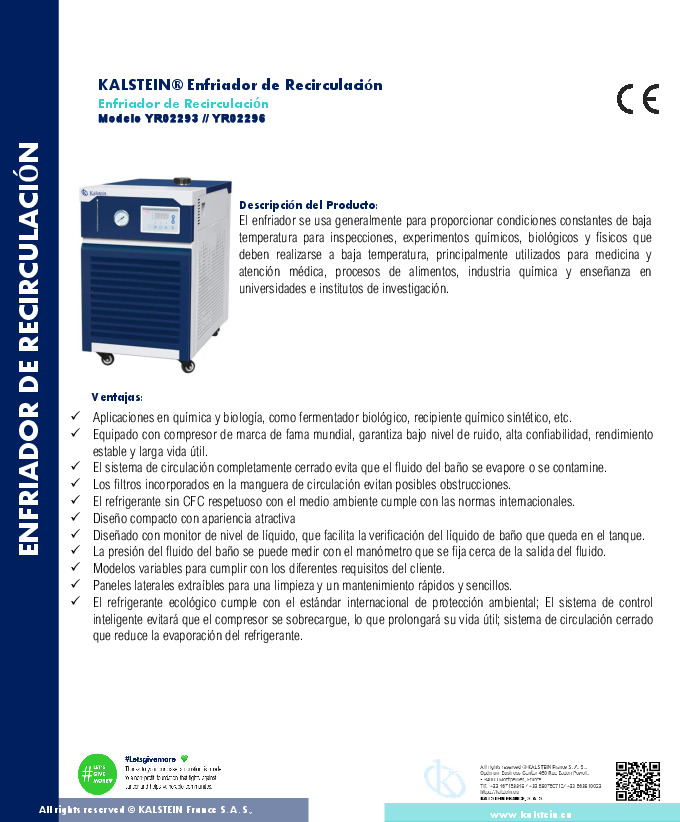 KALSTEIN® Enfriador de Recirculación
Enfriador de Recirculación
Modelo YR02293 // YR02296
CE
ENFRIADOR DE RECIRCULACIÓN
Kalstein
Descripción del Producto:
El enfriador se usa generalmente para proporcionar condiciones constantes de baja
temperatura para inspecciones, experimentos químicos, biológicos y físicos que
deben realizarse a baja temperatura, principalmente utilizados para medicina y
atención médica, procesos de alimentos, industria química y enseñanza en
universidades e institutos de investigación.
Ventajas:
✓ Aplicaciones en química y biología, como fermentador biológico, recipiente químico sintético, etc.
✓ Equipado con compresor de marca de fama mundial, garantiza bajo nivel de ruido, alta confiabilidad, rendimiento
estable y larga vida útil.
✓ El sistema de circulación completamente cerrado evita que el fluido del baño se evapore o se contamine.
✓ Los filtros incorporados en la manguera de circulación evitan posibles obstrucciones.
✓ El refrigerante sin CFC respetuoso con el medio ambiente cumple con las normas internacionales.
✓ Diseño compacto con apariencia atractiva
✓ Diseñado con monitor de nivel de líquido, que facilita la verificación del líquido de baño que queda en el tanque.
✓ La presión del fluido del baño se puede medir con el manómetro que se fija cerca de la salida del fluido.
✓ Modelos variables para cumplir con los diferentes requisitos del cliente.
✓ Paneles laterales extraíbles para una limpieza y un mantenimiento rápidos y sencillos.
✓ El refrigerante ecológico cumple con el estándar internacional de protección ambiental; El sistema de control
inteligente evitará que el compresor se sobrecargue, lo que prolongará su vida útil; sistema de circulación cerrado
que reduce la evaporación del refrigerante.
# LET'S
GIVE
MORE
#Letsgivemore
All rights reserved © KALSTEIN France S. A. S.,
KALSTEIN FRANCE, S. A. S
All rights reserved © KALSTEIN France S. A. S.,
www.kalstein.eu